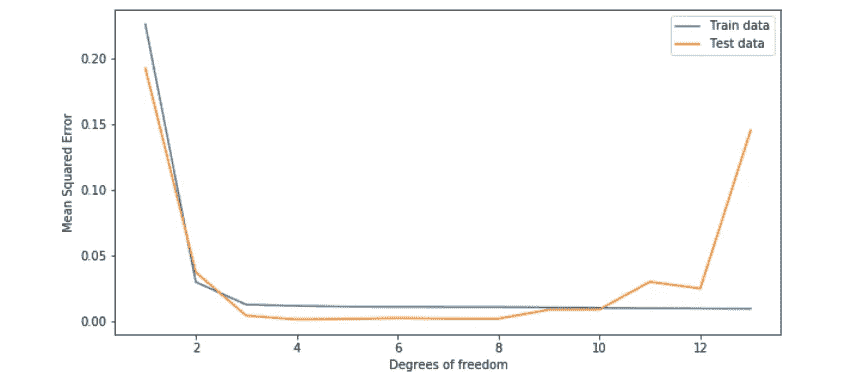 Train data
Test data
Mean Squared Error
0.20
0.15
0.10
0.05
0.00
2 4 6 8 10 12
Degrees of freedom